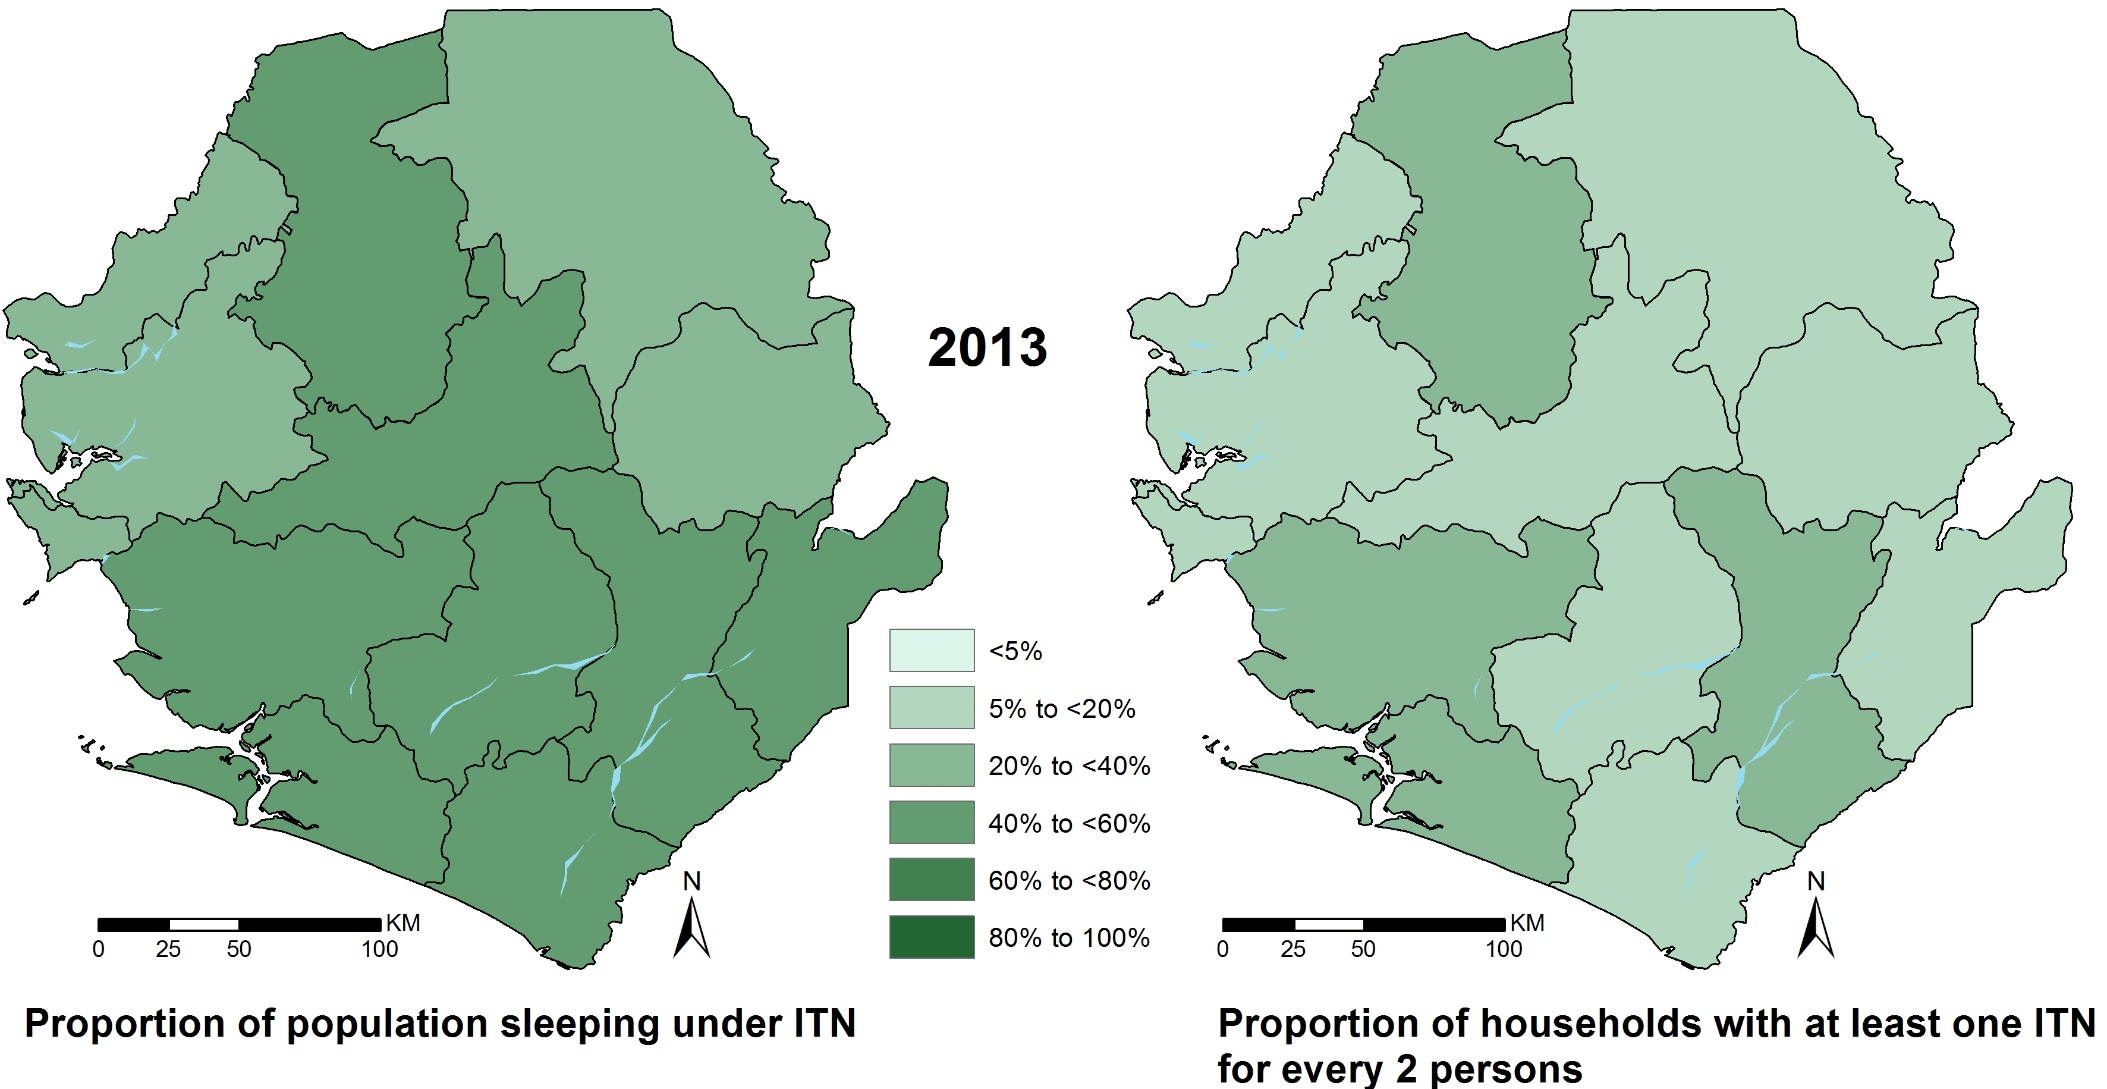 2013
<5%
5% to <20%
20% to <40%
40% to <60%
60% to <80%
80% to 100%
N
KM
0 25 50 100
N
KM
0 25 50 100
Proportion of population sleeping under ITN
Proportion of households with at least one ITN
for every 2 persons